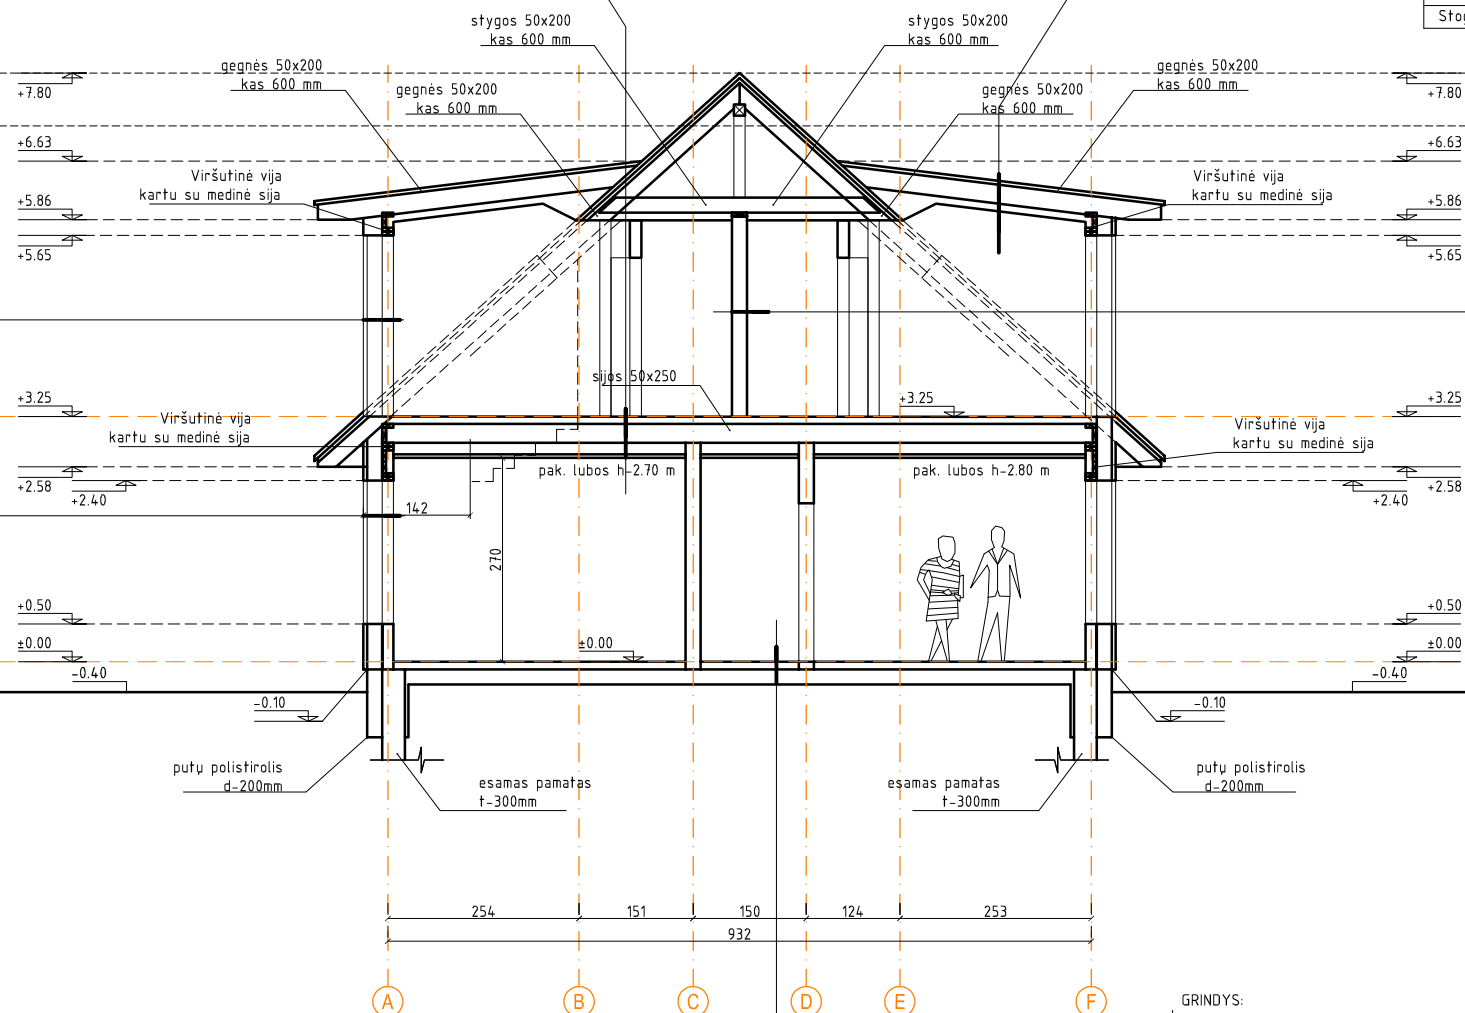 stygos 50x200
kas 600 mm
stygos 50x200
kas 600 mm
gegnės 50x200
kas 600 mm
gegnės 50x200
kas 600 mm
gegnės 50x200
kas 600 mm
gegnės 50x200
kas 600 mm
+7.80
+7.80
+6.63
+6.63
Viršutinė vija
kartu su medinė sija
Viršutinė vija
kartu su medinė sija
+5.86
+5.86
+5.65
+5.65
sijos 50x250
+3.25
+3.25
+3.25
Viršutinė vija
kartu su medinė sija
Viršutinė vija
kartu su medinė sija
pak. lubos h-2.70 m
pak. lubos h-2.80 m
+2.58
+2.40
+2.40
+2.58
142
270
+0.50
+0.50
±0.00
±0.00
±0.00
-0.40
-0.40
-0.10
-0.10
putų polistirolis
d-200mm
esamas pamatas
t-300mm
esamas pamatas
t-300mm
putų polistirolis
d-200mm
254
151
150
124
253
932
A
B
C
D
E
F
GRINDYS: